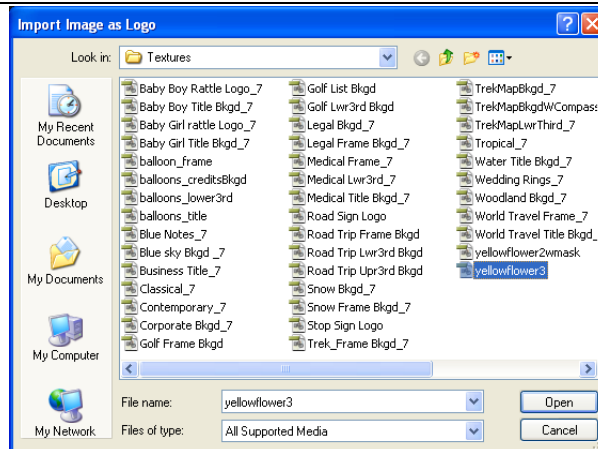 Import Image as Logo
Look in: Textures
My Recent
Documents
Desktop
My Documents
My Computer
My Network
Baby Boy Rattle Logo_7
Baby Boy Title Bkgd_7
Baby Girl rattle Logo_7
Baby Girl Title Bkgd_7
balloon_frame
balloons_creditsBkgd
balloons_lower3rd
balloons_title
Blue Notes_7
Blue sky Bkgd _7
Business Title_7
Classical_7
Contemporary_7
Corporate Bkgd_7
Golf Frame Bkgd
Golf List Bkgd
Golf Lwr3rd Bkgd
Legal Bkgd_7
Legal Frame Bkgd_7
Medical Frame_7
Medical Lwr3rd_7
Medical Title Bkgd_7
Road Sign Logo
Road Trip Frame Bkgd
Road Trip Lwr3rd Bkgd
Road Trip Upr3rd Bkgd
Snow Bkgd_7
Snow Frame Bkgd_7
Stop Sign Logo
Trek_Frame Bkgd_7
TrekMapBkgd_7
TrekMapBkgdWCompass
TrekMapLwrThird_7
Tropical_7
Water Title Bkgd_7
Wedding Rings_7
Woodland Bkgd_7
World Travel Frame_7
World Travel Title Bkgd_
yellowflower2wmask
yellowflower3
File name: yellowflower3 Open
Files of type: All Supported Media Cancel